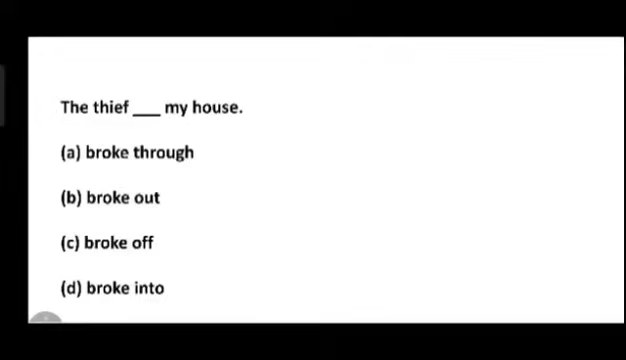 The thief ___ my house.
(a) broke through
(b) broke out
(c) broke off
(d) broke into